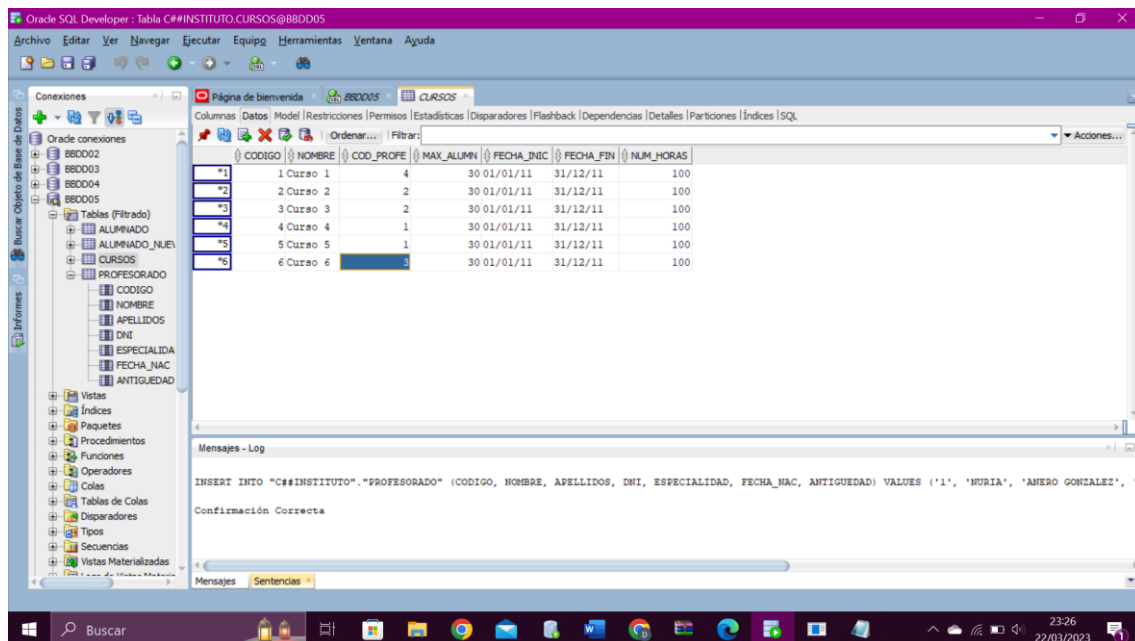 Oracle SQL Developer : Tabla C##INSTITUTO.CURSOS@BBDD05
Archivo Editar Ver Navegar Ejecutar Equipo Herramientas Ventana Ayuda
Conexiones
Página de bienvenida BBDD05 CURSOS
Columnas Datos Model Restricciones Permisos Estadísticas Disparadores Flashback Dependencias Detalles Particiones Índices SQL
Ordenar... Filtrar: Acciones...
Buscar Objeto de Base de Datos
Informes
Oracle conexiones
BBDD02
BBDD03
BBDD04
BBDD05
Tablas (Filtrado)
ALUMNADO
ALUMNADO_NUEV
CURSOS
PROFESORADO
CODIGO
NOMBRE
APELLIDOS
DNI
ESPECIALIDA
FECHA_NAC
ANTIGUEDAD
Vistas
Índices
Paquetes
Procedimientos
Funciones
Operadores
Colas
Tablas de Colas
Disparadores
Tipos
Secuencias
Vistas Materializadas
CODIGO NOMBRE COD_PROFE MAX_ALUMN FECHA_INIC FECHA_FIN NUM_HORAS
*1 1 Curso 1 4 30 01/01/11 31/12/11 100
*2 2 Curso 2 2 30 01/01/11 31/12/11 100
*3 3 Curso 3 2 30 01/01/11 31/12/11 100
*4 4 Curso 4 1 30 01/01/11 31/12/11 100
*5 5 Curso 5 1 30 01/01/11 31/12/11 100
*6 6 Curso 6 3 30 01/01/11 31/12/11 100
Mensajes - Log
INSERT INTO "C##INSTITUTO"."PROFESORADO" (CODIGO, NOMBRE, APELLIDOS, DNI, ESPECIALIDAD, FECHA_NAC, ANTIGUEDAD) VALUES ('1', 'NURIA', 'ANERO GONZALEZ', '
Confirmación Correcta
Mensajes Sentencias
Buscar
23:26
22/03/2023